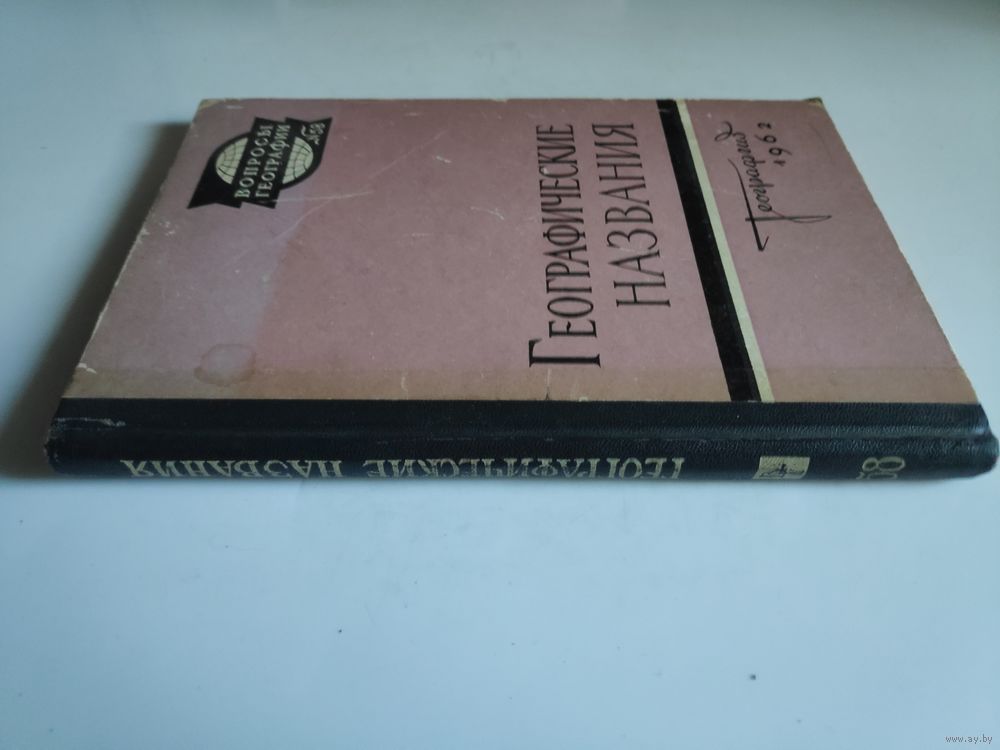 ВОПРОСЫ
ГЕОГРАФИИ
№58
ГЕОГРАФИЧЕСКИЕ
НАЗВАНИЯ
Географгиз
1962
ГЕОГРАФИЧЕСКИЕ НАЗВАНИЯ
58
www.ay.by